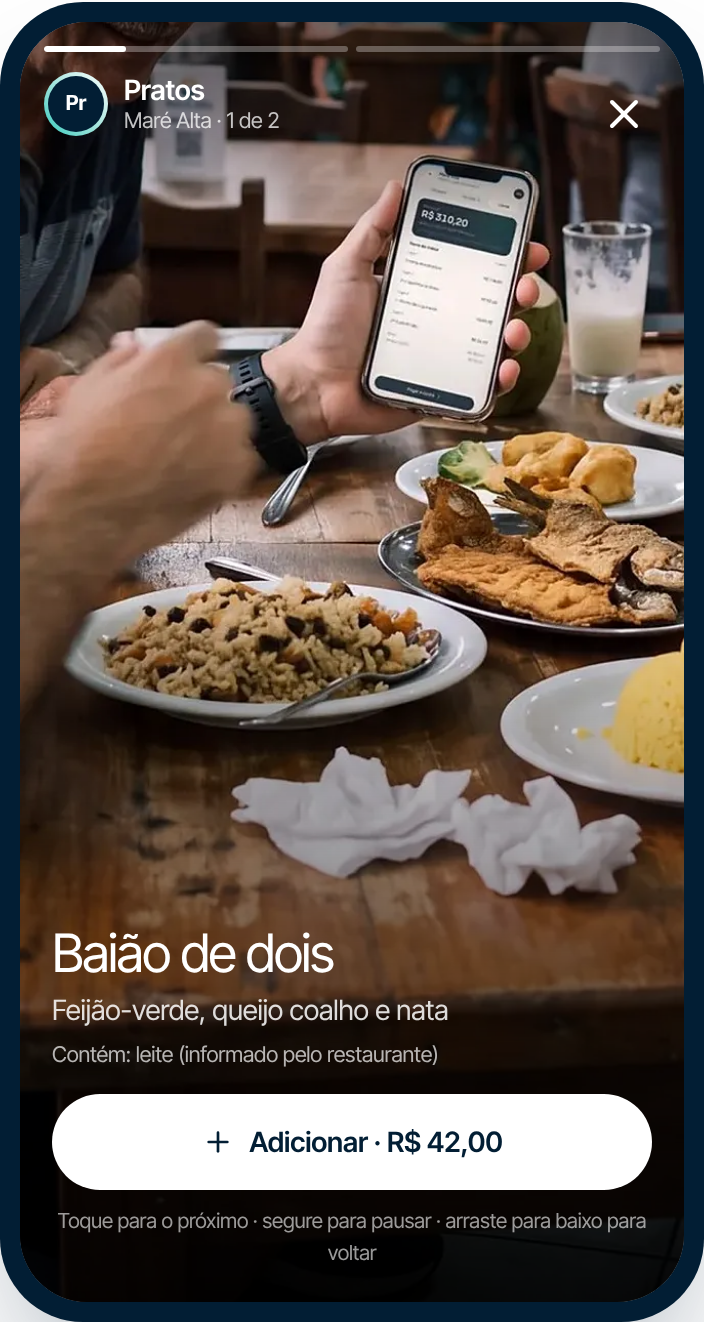 Pr
Pratos
Maré Alta · 1 de 2
R$ 310,20
Baião de dois
Feijão-verde, queijo coalho e nata
Contém: leite (informado pelo restaurante)
+ Adicionar · R$ 42,00
Toque para o próximo · segure para pausar · arraste para baixo para
voltar